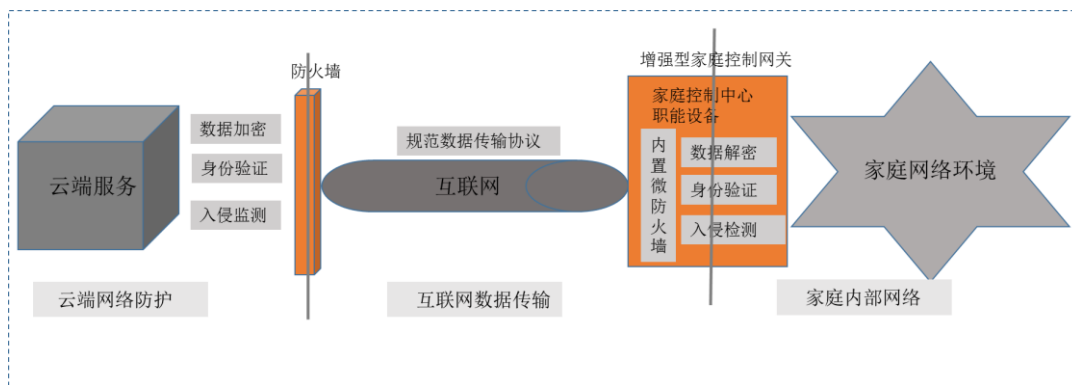 云端服务
数据加密
身份验证
入侵监测
云端网络防护
防火墙
规范数据传输协议
互联网
互联网数据传输
增强型家庭控制网关
家庭控制中心
职能设备
内置微防火墙
数据解密
身份验证
入侵检测
家庭网络环境
家庭内部网络